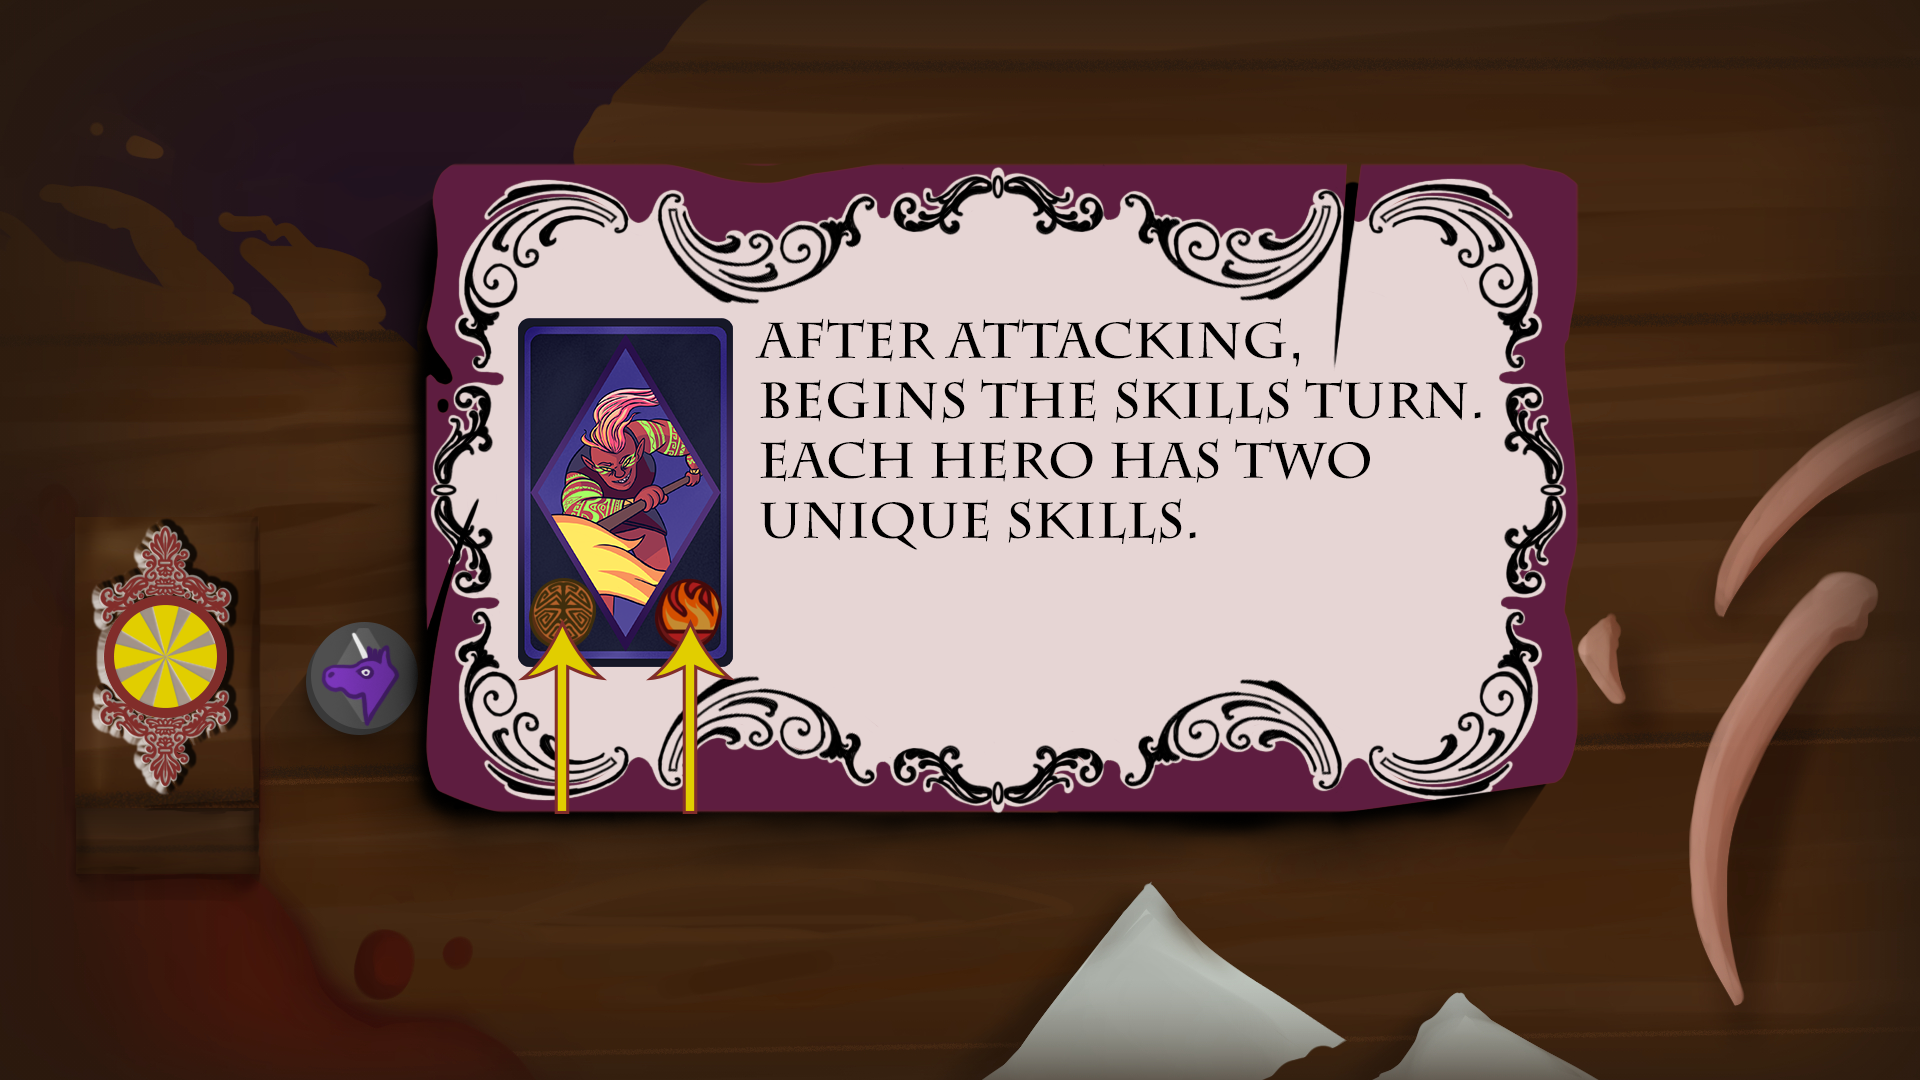 AFTER ATTACKING,
BEGINS THE SKILLS TURN.
EACH HERO HAS TWO
UNIQUE SKILLS.